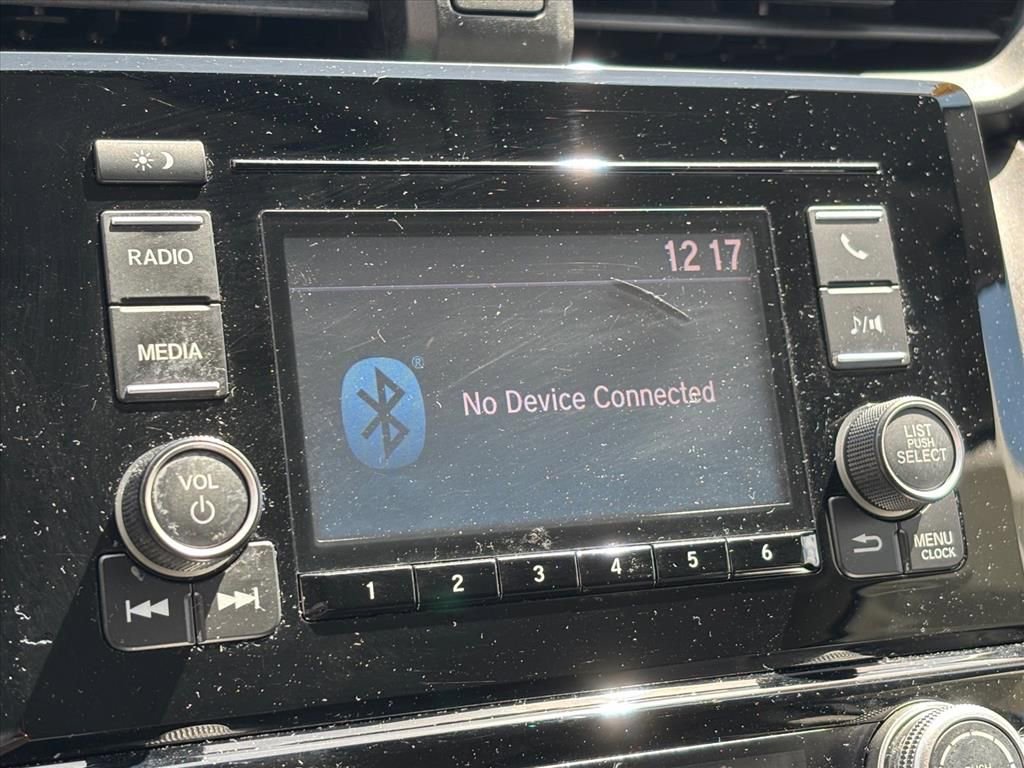 RADIO
MEDIA
VOL
12 17
®
No Device Connected
1 2 3 4 5 6
LIST
PUSH
SELECT
MENU
CLOCK
PUSH